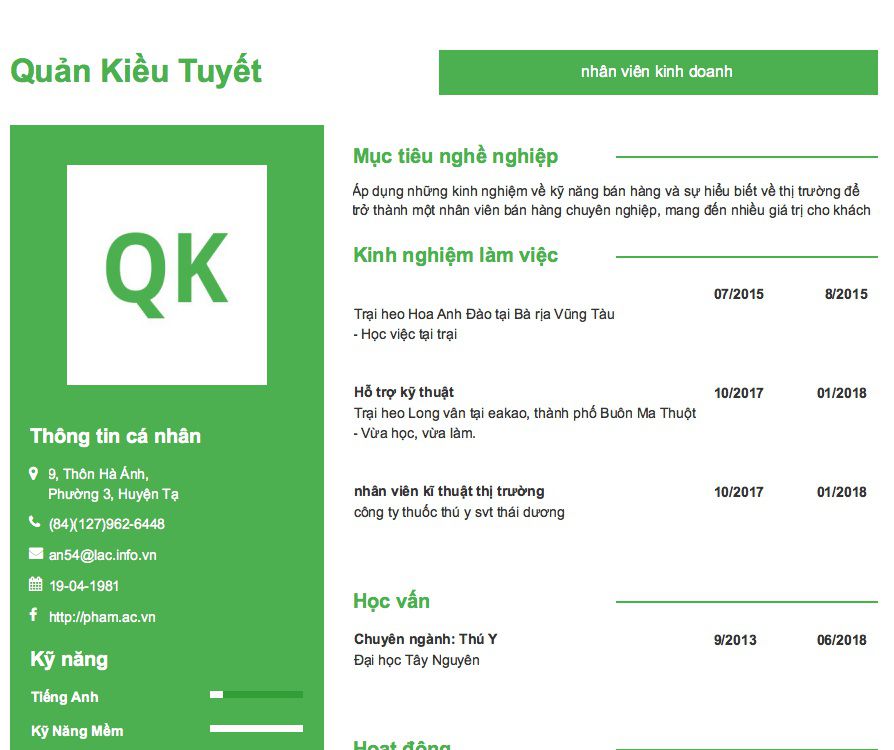 Quản Kiều Tuyết
nhân viên kinh doanh
QK
Thông tin cá nhân
9, Thôn Hà Ánh,
Phường 3, Huyện Tạ
(84)(127)962-6448
an54@lac.info.vn
19-04-1981
http://pham.ac.vn
Kỹ năng
Tiếng Anh
Kỹ Năng Mềm
Mục tiêu nghề nghiệp
Áp dụng những kinh nghiệm về kỹ năng bán hàng và sự hiểu biết về thị trường để
trở thành một nhân viên bán hàng chuyên nghiệp, mang đến nhiều giá trị cho khách
Kinh nghiệm làm việc
07/2015 8/2015
Trại heo Hoa Anh Đào tại Bà rịa Vũng Tàu
- Học việc tại trại
Hỗ trợ kỹ thuật 10/2017 01/2018
Trại heo Long vân tại eakao, thành phố Buôn Ma Thuột
- Vừa học, vừa làm.
nhân viên kĩ thuật thị trường 10/2017 01/2018
công ty thuốc thú y svt thái dương
Học vấn
Chuyên ngành: Thú Y 9/2013 06/2018
Đại học Tây Nguyên
Hoạt động